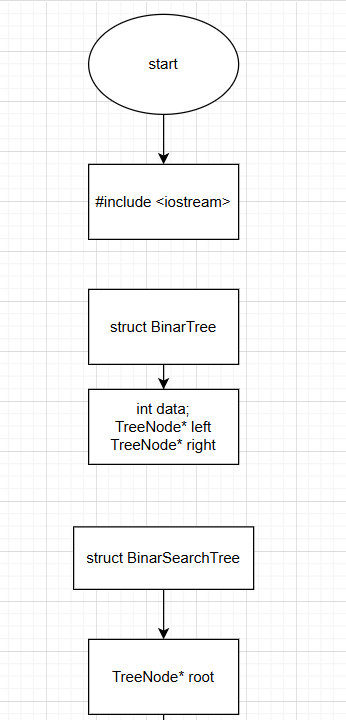 start
#include <iostream>
struct BinarTree
int data;
TreeNode* left
TreeNode* right
struct BinarSearchTree
TreeNode* root